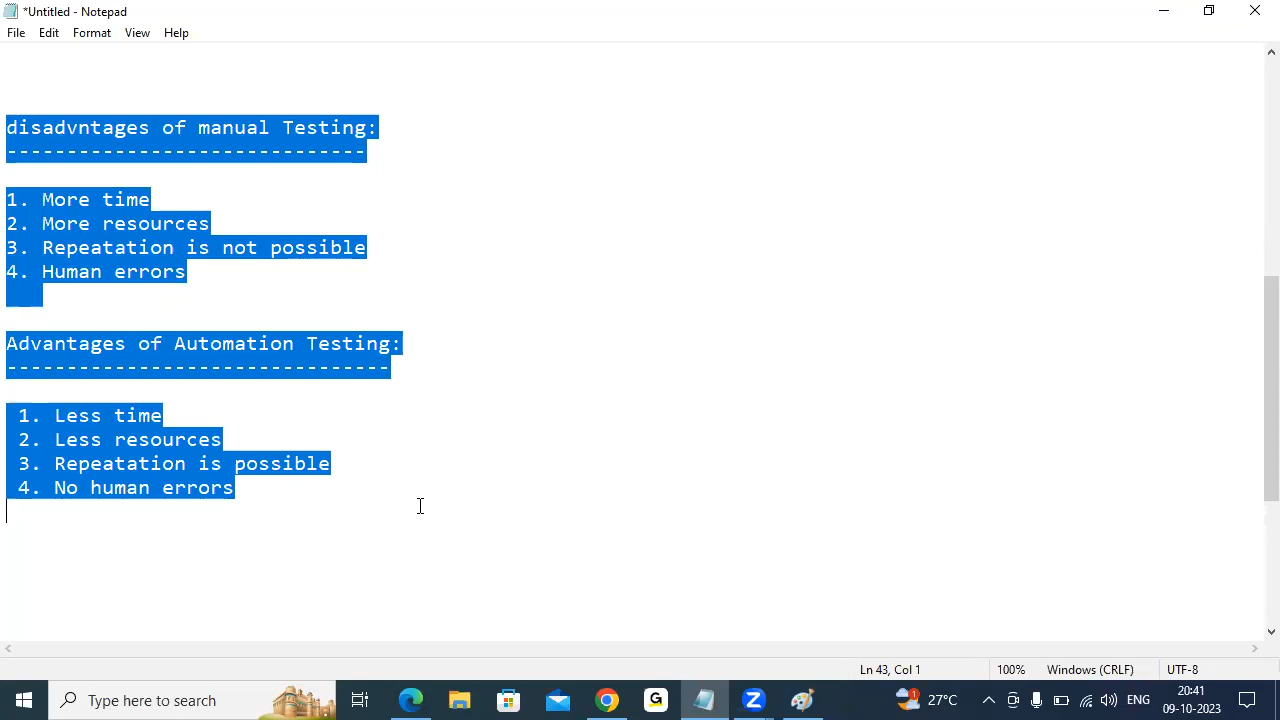 *Untitled - Notepad
File Edit Format View Help
disadvntages of manual Testing:
------------------------------
1. More time
2. More resources
3. Repeatation is not possible
4. Human errors
Advantages of Automation Testing:
--------------------------------
1. Less time
2. Less resources
3. Repeatation is possible
4. No human errors
Ln 43, Col 1 100% Windows (CRLF) UTF-8
Type here to search 27°C ENG 20:41
09-10-2023